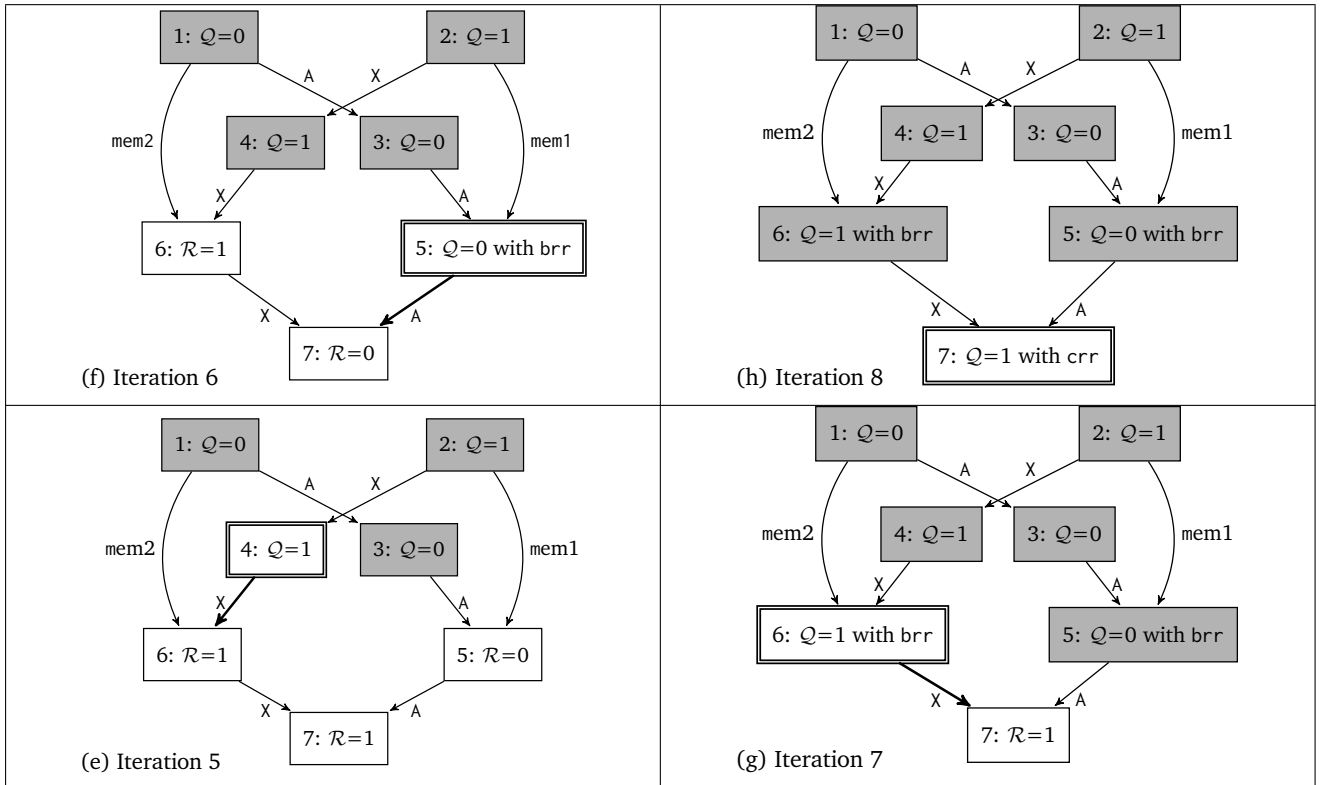 1: 𝒬=0
2: 𝒬=1
A
X
mem2
4: 𝒬=1
3: 𝒬=0
mem1
X
A
6: ℛ=1
5: 𝒬=0 with brr
X
A
7: ℛ=0
(f) Iteration 6
1: 𝒬=0
2: 𝒬=1
A
X
mem2
4: 𝒬=1
3: 𝒬=0
mem1
X
A
6: 𝒬=1 with brr
5: 𝒬=0 with brr
X
A
7: 𝒬=1 with crr
(h) Iteration 8
1: 𝒬=0
2: 𝒬=1
A
X
mem2
4: 𝒬=1
3: 𝒬=0
mem1
X
A
6: ℛ=1
5: ℛ=0
X
A
7: ℛ=1
(e) Iteration 5
1: 𝒬=0
2: 𝒬=1
A
X
mem2
4: 𝒬=1
3: 𝒬=0
mem1
X
A
6: 𝒬=1 with brr
5: 𝒬=0 with brr
X
A
7: ℛ=1
(g) Iteration 7